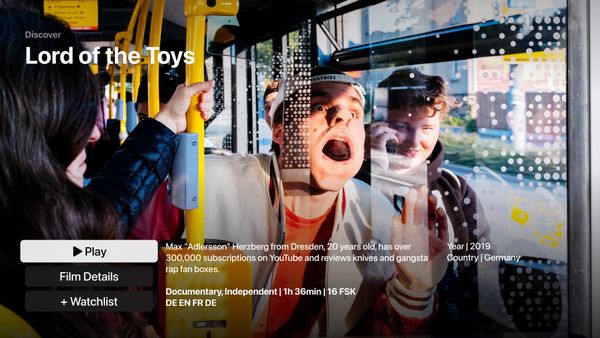 Discover
Lord of the Toys
Play
Film Details
+ Watchlist
Max "Adlersson" Herzberg from Dresden, 20 years old, has over
300,000 subscriptions on YouTube and reviews knives and gangsta
rap fan boxes.
Documentary, Independent | 1h 36min | 16 FSK
DE EN FR DE
Year | 2019
Country | Germany